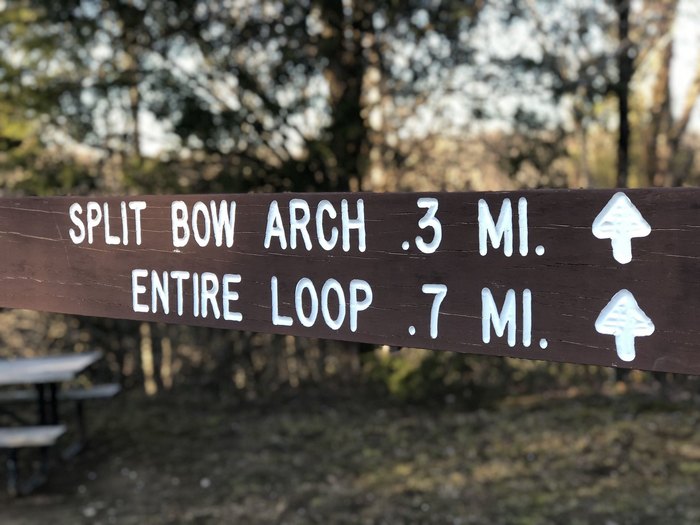 SPLIT BOW ARCH .3 MI.
ENTIRE LOOP .7 MI.